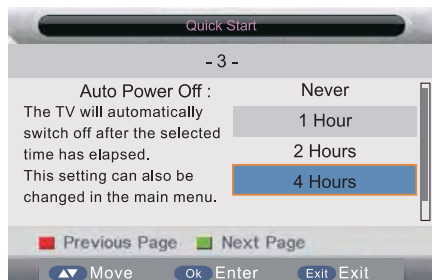 Quick Start
- 3 -
Auto Power Off :
The TV will automatically
switch off after the selected
time has elapsed.
This setting can also be
changed in the main menu.
Never
1 Hour
2 Hours
4 Hours
Previous Page Next Page
Move Ok Enter Exit Exit